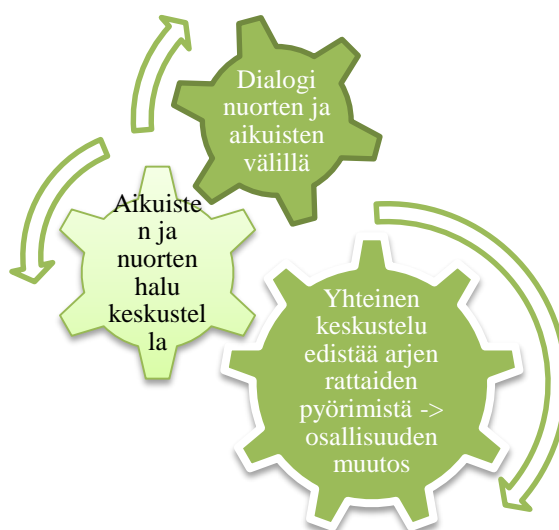 Dialogi
nuorten ja
aikuisten
välillä
Aikuiste
n ja
nuorten
halu
keskustel
la
Yhteinen
keskustelu
edistää arjen
rattaiden
pyörimistä ->
osallisuuden
muutos